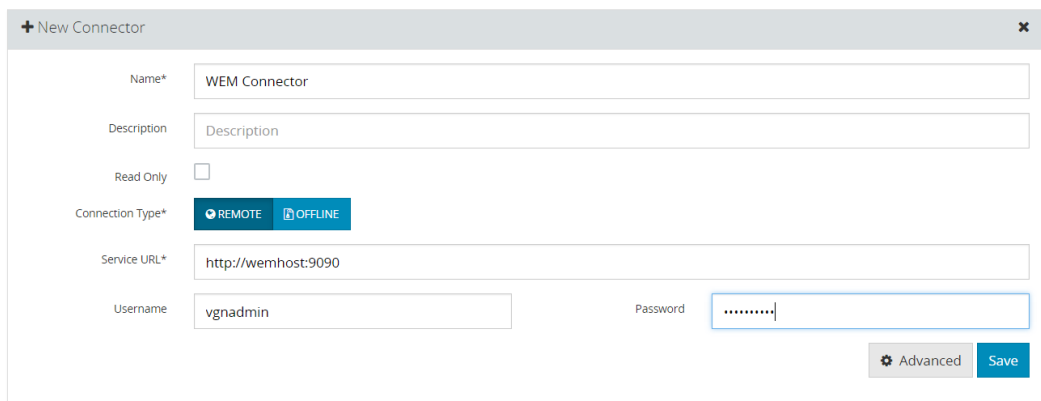 New Connector
Name* WEM Connector
Description Description
Read Only
Connection Type* REMOTE OFFLINE
Service URL* http://wemhost:9090
Username vgnadmin Password ••••••••••
Advanced Save